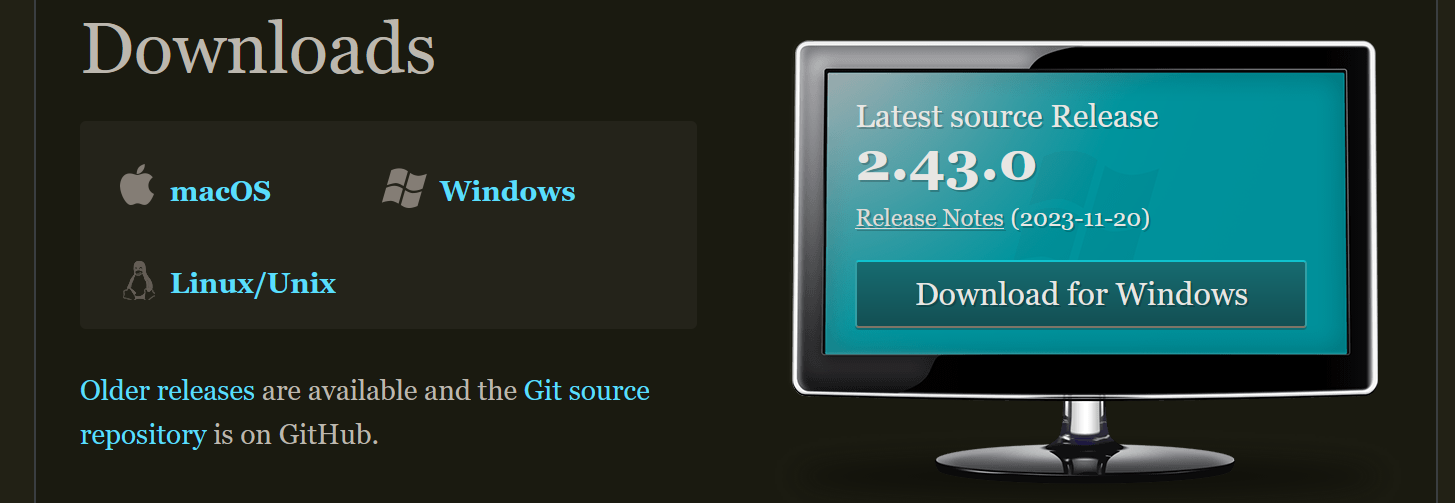 Downloads
macOS
Windows
Linux/Unix
Older releases are available and the Git source
repository is on GitHub.
Latest source Release
2.43.0
Release Notes (2023-11-20)
Download for Windows